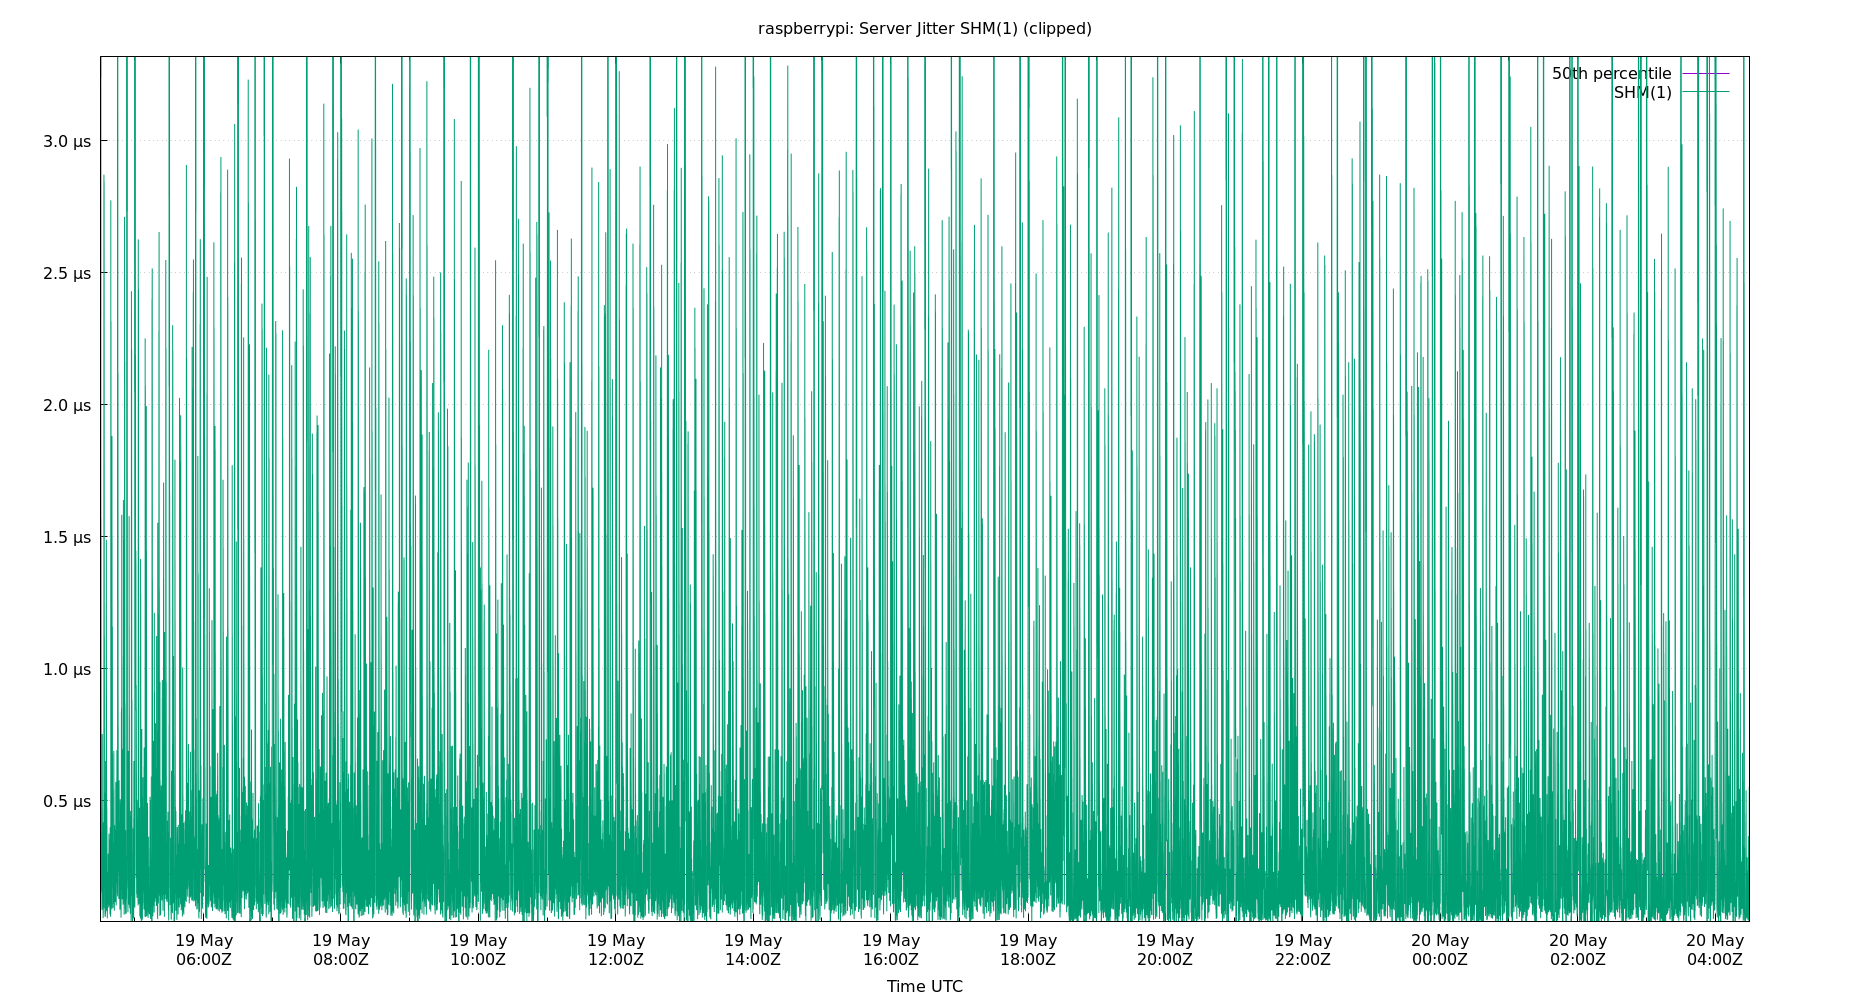 raspberrypi: Server Jitter SHM(1) (clipped)
50th percentile
SHM(1)
3.0 µs
2.5 µs
2.0 µs
1.5 µs
1.0 µs
0.5 µs
19 May 19 May 19 May 19 May 19 May 19 May 19 May 19 May 19 May 20 May 20 May 20 May
06:00Z 08:00Z 10:00Z 12:00Z 14:00Z 16:00Z 18:00Z 20:00Z 22:00Z 00:00Z 02:00Z 04:00Z
Time UTC